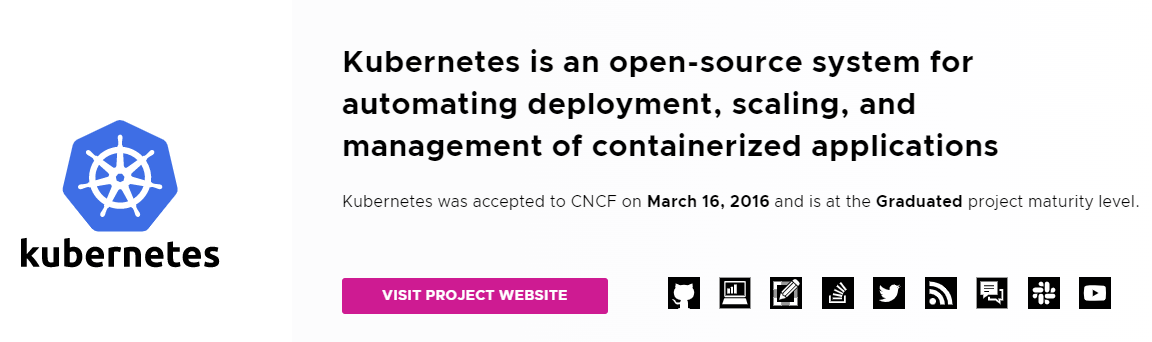 Kubernetes is an open-source system for
automating deployment, scaling, and
management of containerized applications
kubernetes
Kubernetes was accepted to CNCF on March 16, 2016 and is at the Graduated project maturity level.
VISIT PROJECT WEBSITE